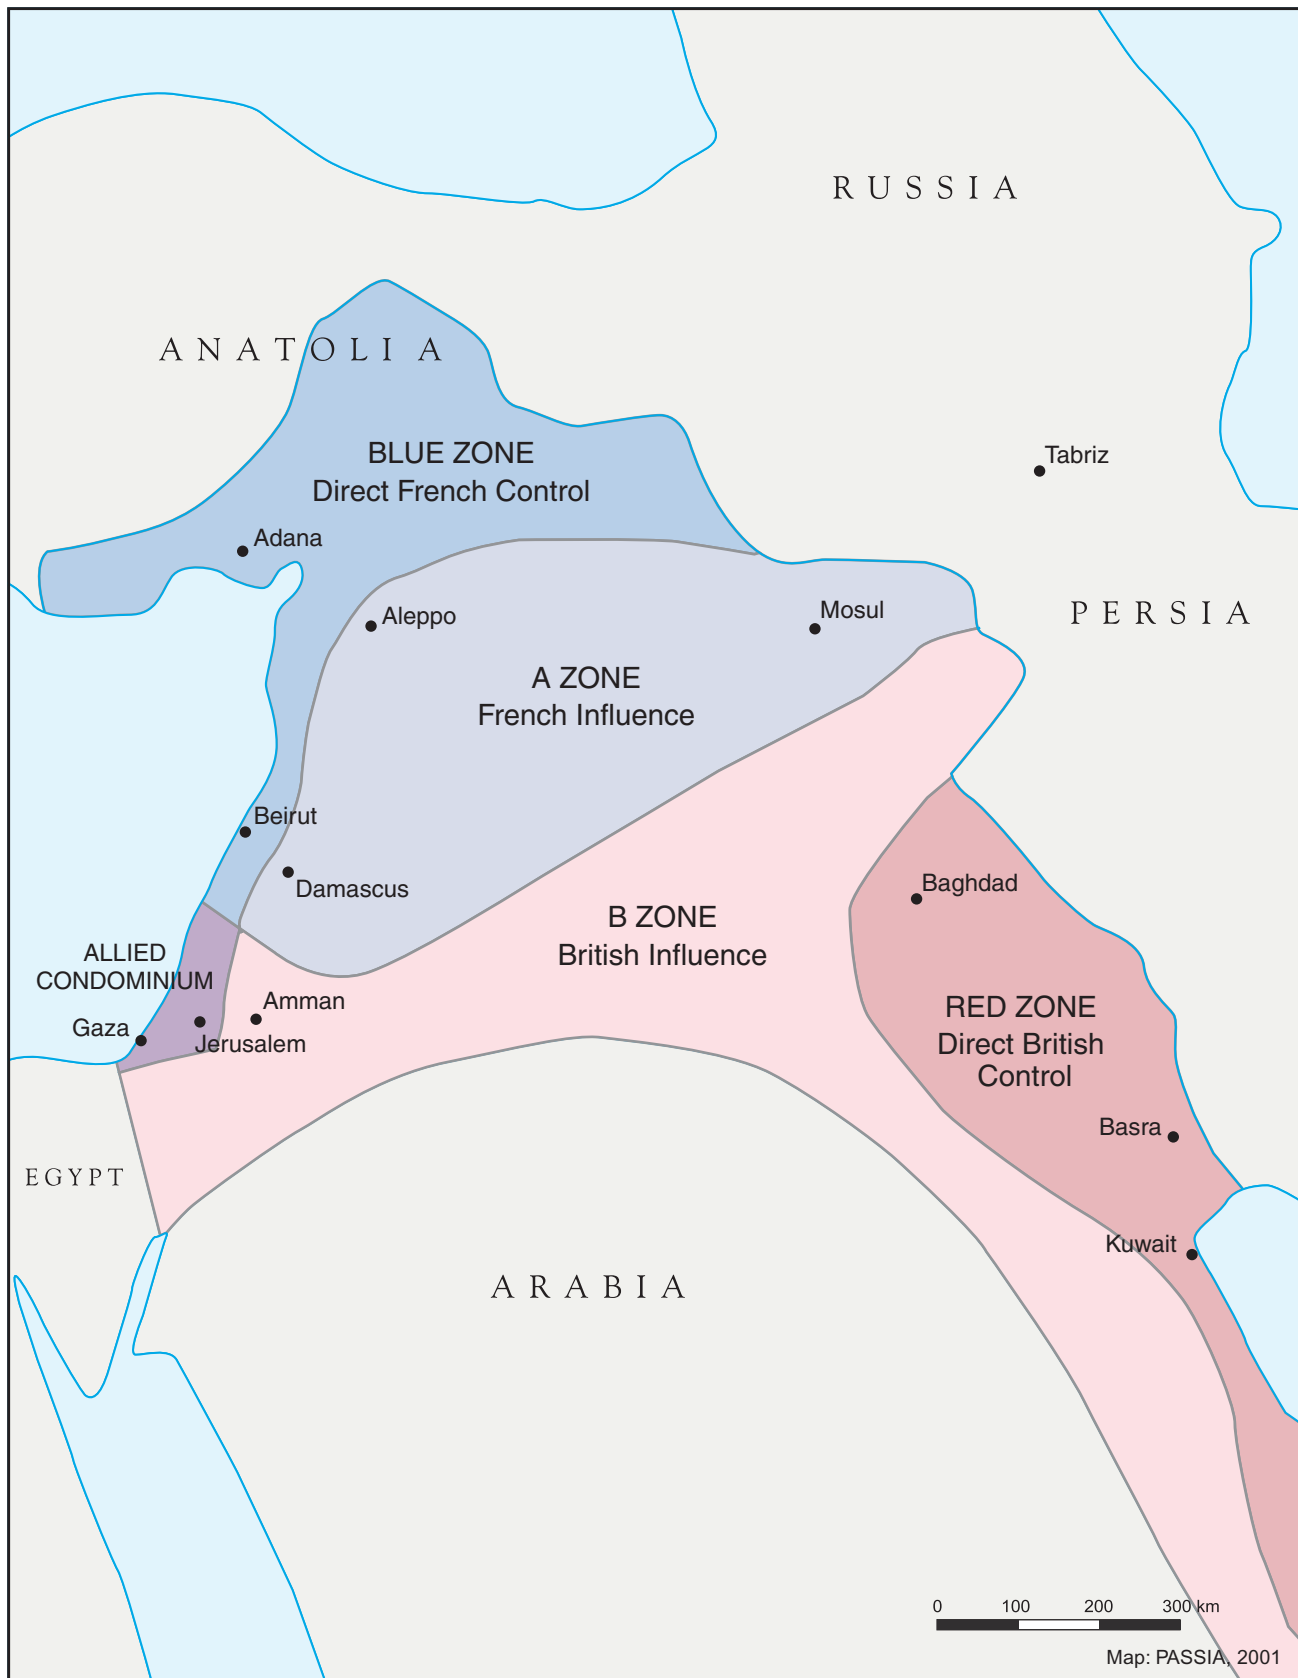 RUSSIA
ANATOLIA
BLUE ZONE
Direct French Control
Tabriz
Adana
Aleppo
Mosul
PERSIA
A ZONE
French Influence
Beirut
Damascus
Baghdad
B ZONE
British Influence
ALLIED
CONDOMINIUM
Amman
Gaza
Jerusalem
RED ZONE
Direct British
Control
Basra
EGYPT
Kuwait
ARABIA
0 100 200 300 km
Map: PASSIA, 2001